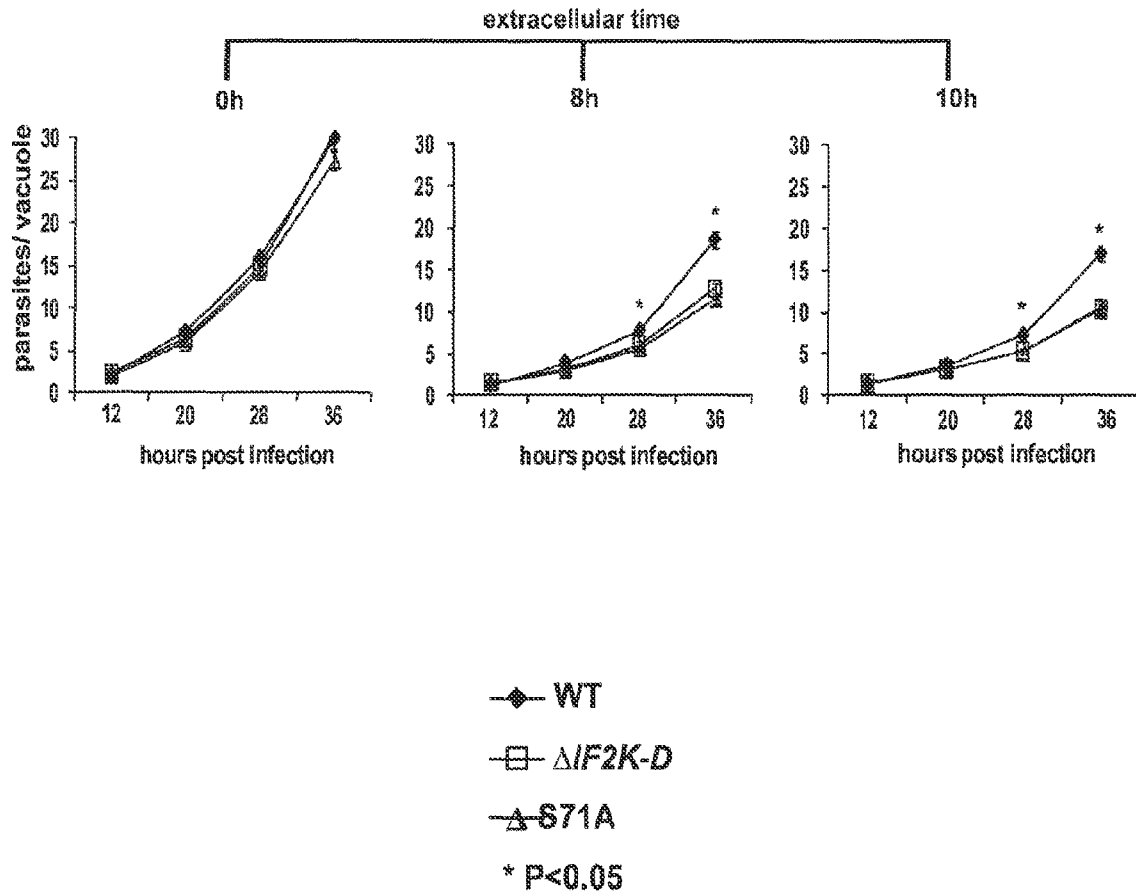 extracellular time
0h 8h 10h
parasites/ vacuole
30 30 30
25 25 25
20 20 20
15 15 15
10 10 10
5 5 5
0 0 0
12 20 28 36 12 20 28 36 12 20 28 36
* * * *
hours post infection hours post infection hours post infection
WT
ΔIF2K-D
S71A
* P<0.05